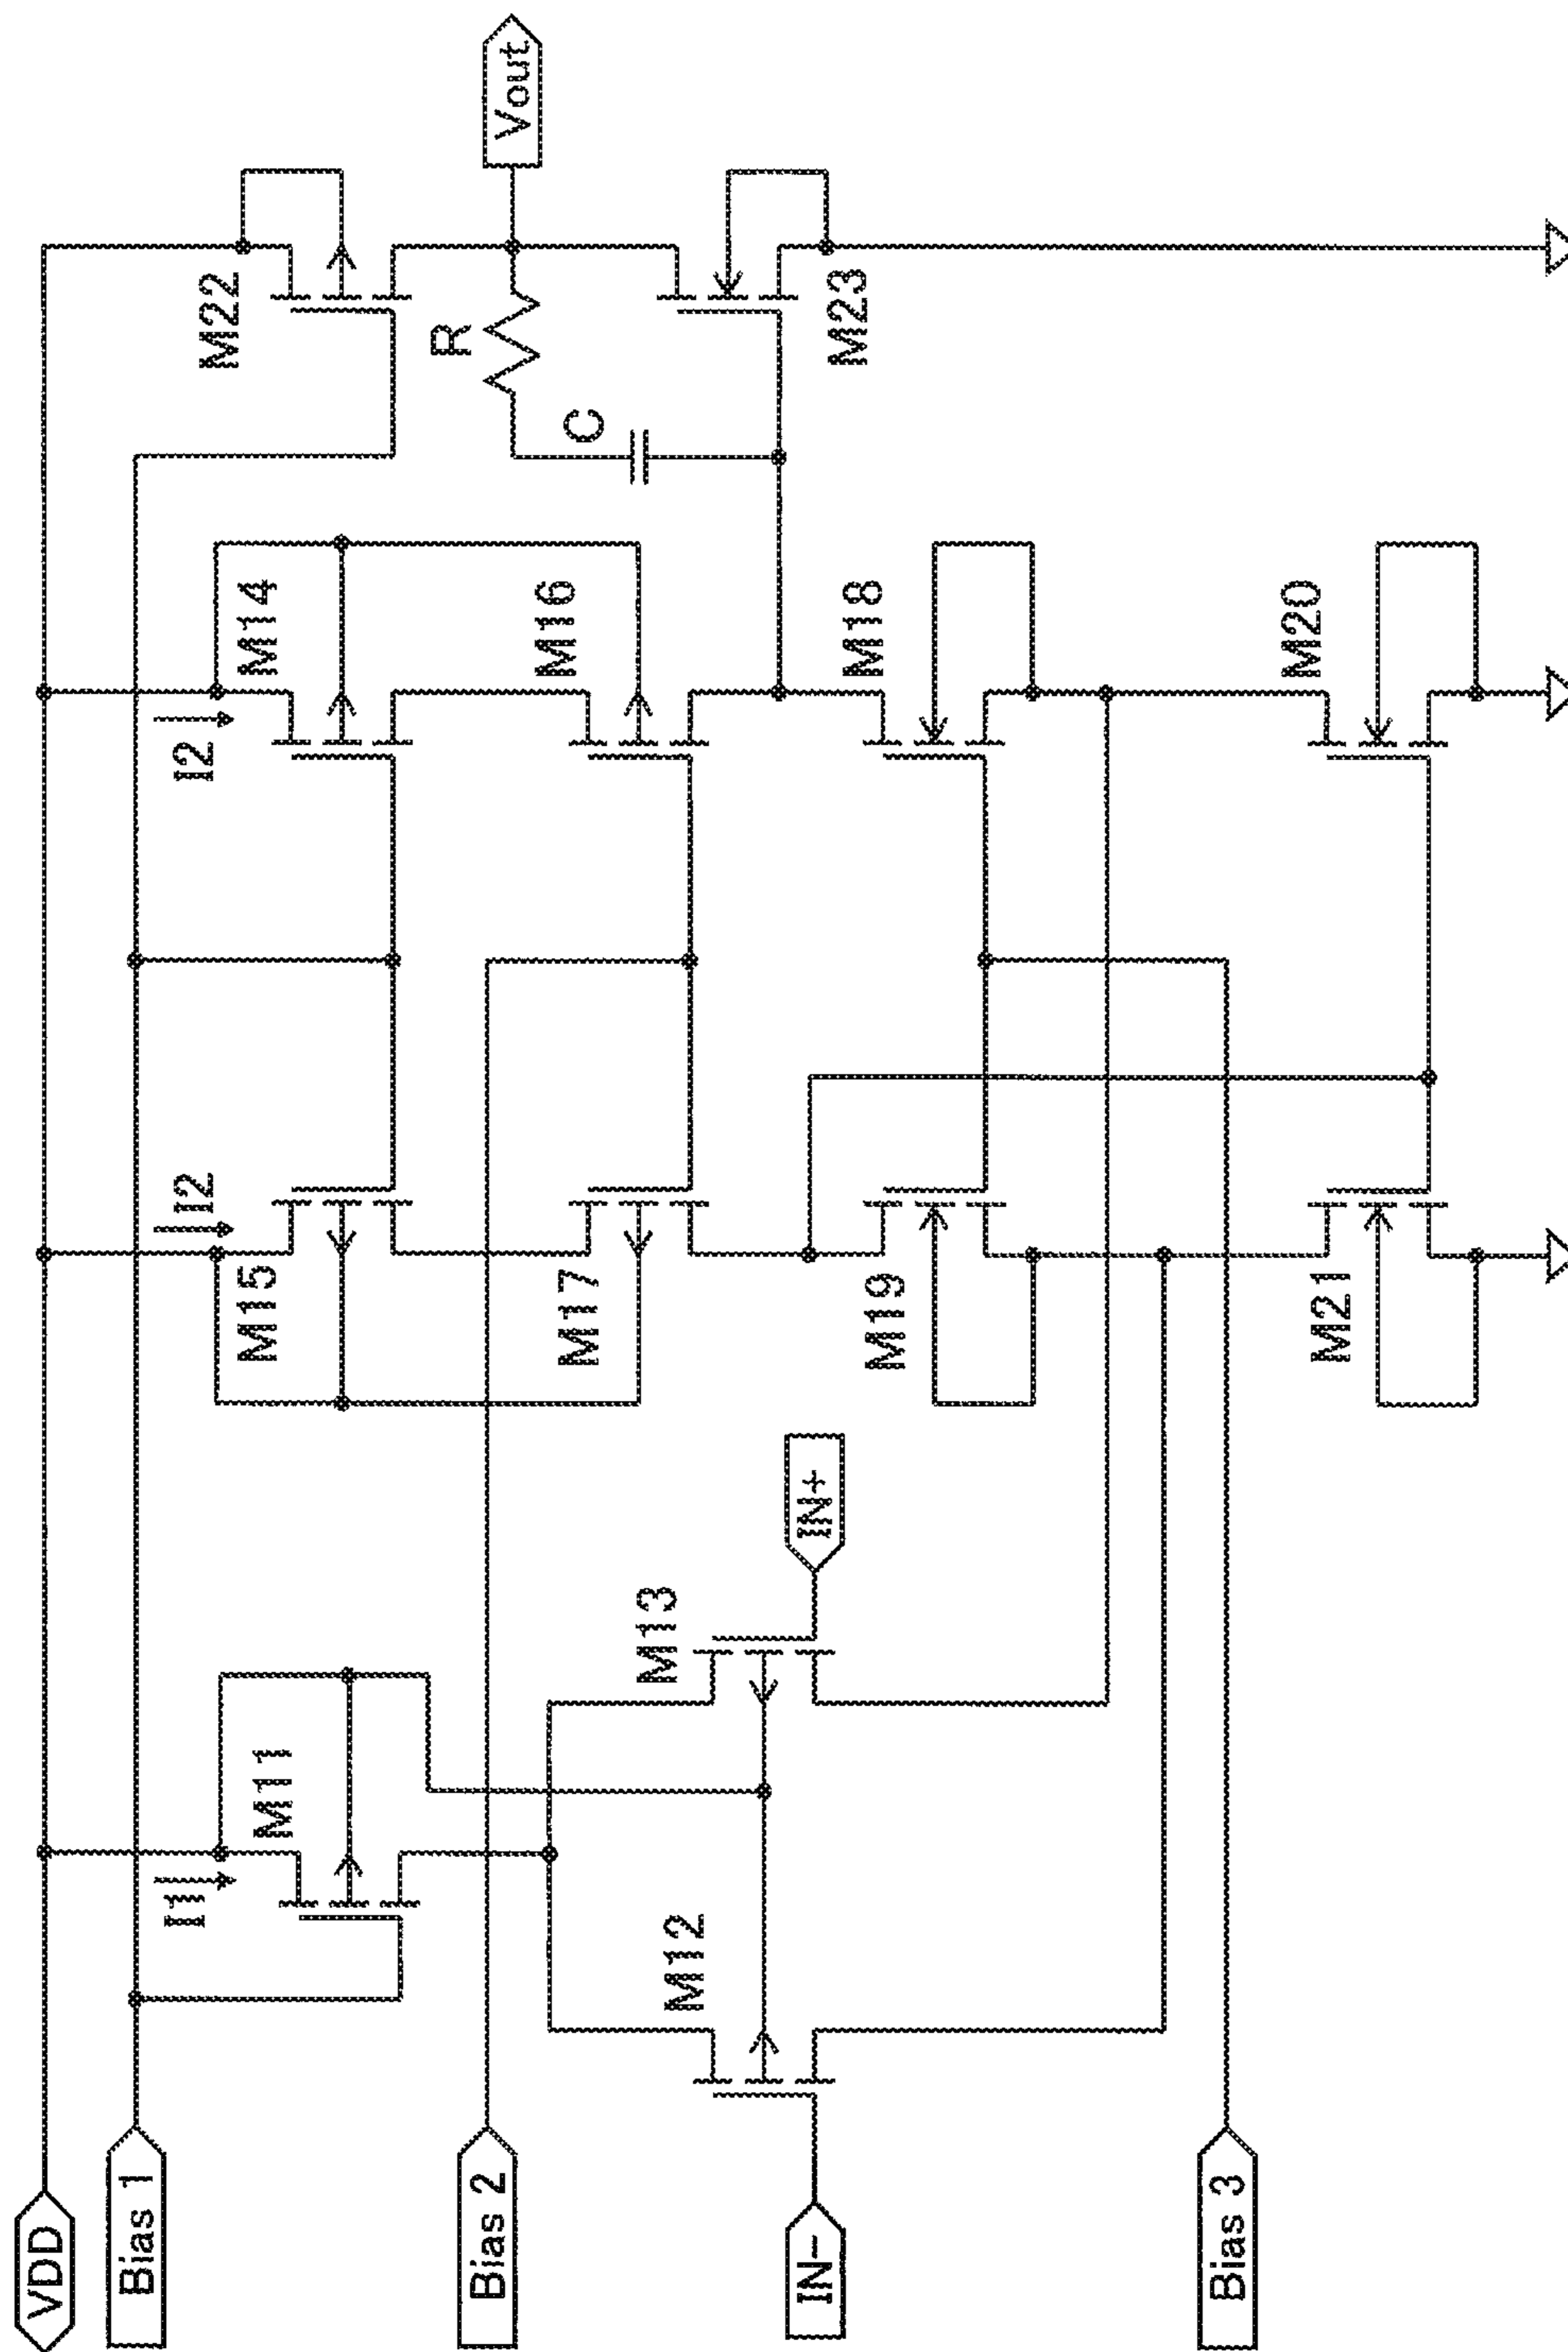 VDD
Bias 1
Bias 2
IN-
Bias 3
I1
M11
M12
M13
IN+
I2
M15
M17
M19
M21
I2
M14
M16
M18
M20
M22
R
C
M23
Vout